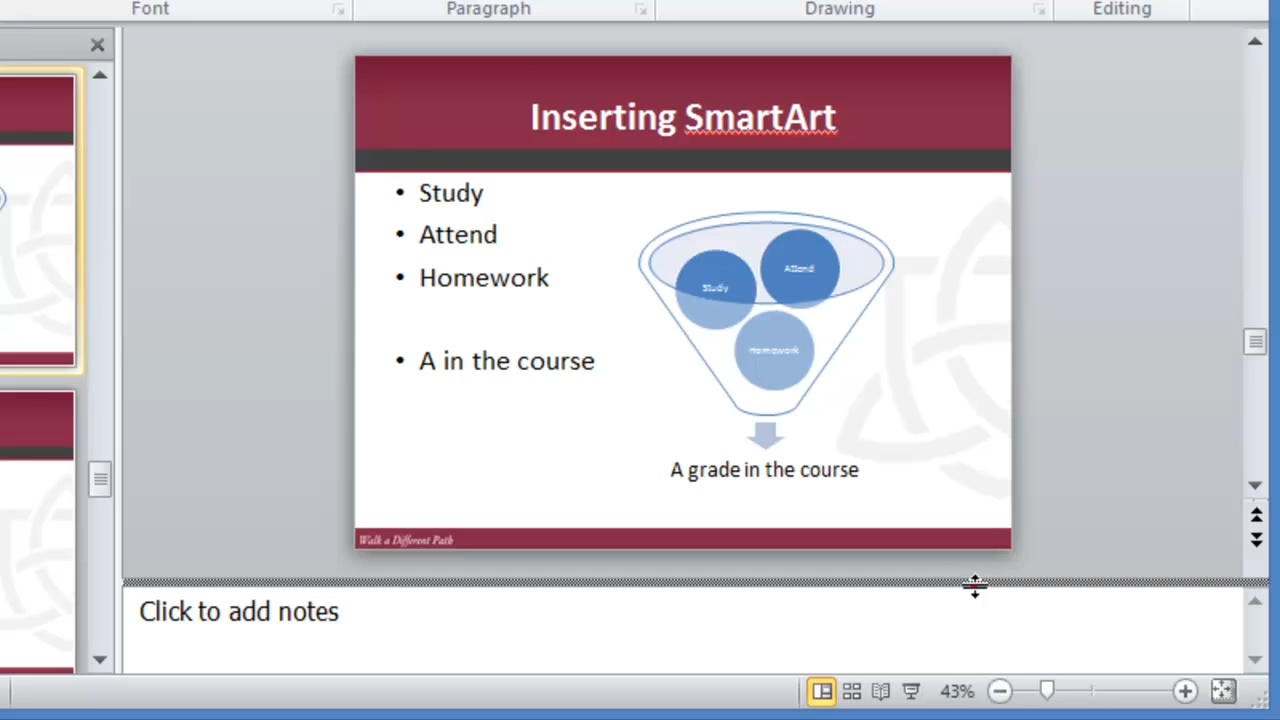 Font Paragraph Drawing Editing
Inserting SmartArt
• Study
• Attend
• Homework
• A in the course
Attend
Study
Homework
A grade in the course
Walk a Different Path
Click to add notes
43%